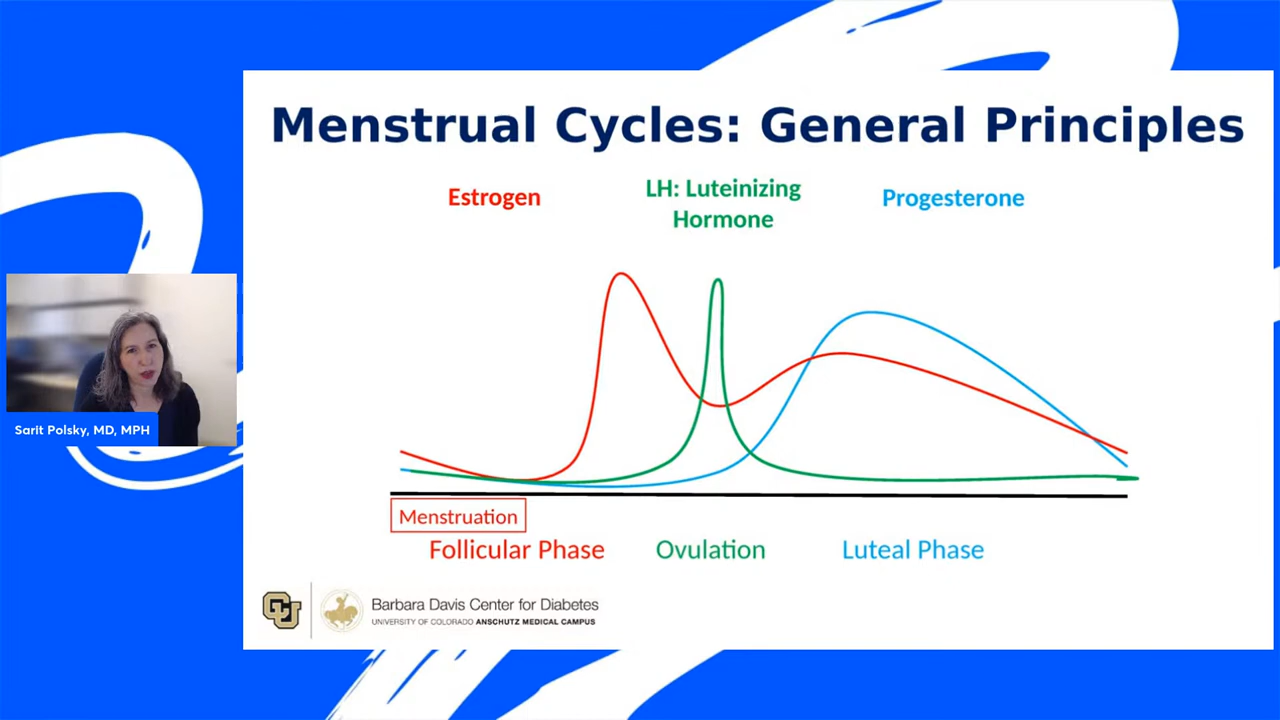 Menstrual Cycles: General Principles
Estrogen
LH: Luteinizing
Hormone
Progesterone
Sarit Polsky, MD, MPH
Menstruation
Follicular Phase
Ovulation
Luteal Phase
CU
Barbara Davis Center for Diabetes
UNIVERSITY OF COLORADO ANSCHUTZ MEDICAL CAMPUS